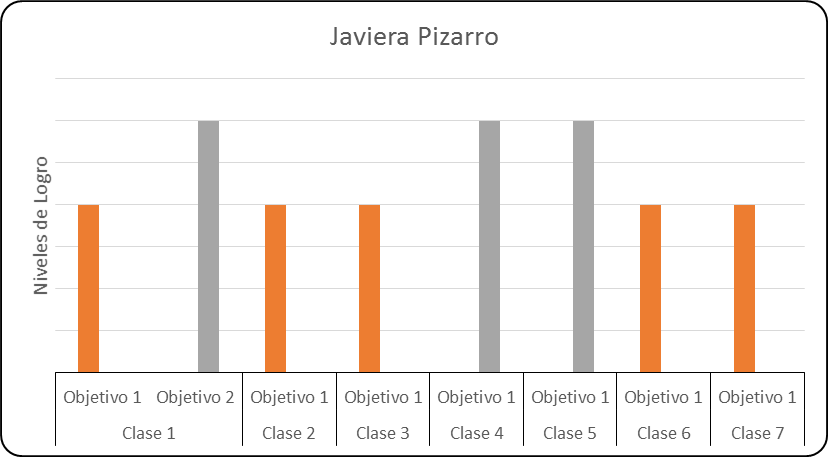 Javiera Pizarro
Niveles de Logro
Objetivo 1 Objetivo 2 Objetivo 1 Objetivo 1 Objetivo 1 Objetivo 1 Objetivo 1 Objetivo 1
Clase 1 Clase 2 Clase 3 Clase 4 Clase 5 Clase 6 Clase 7